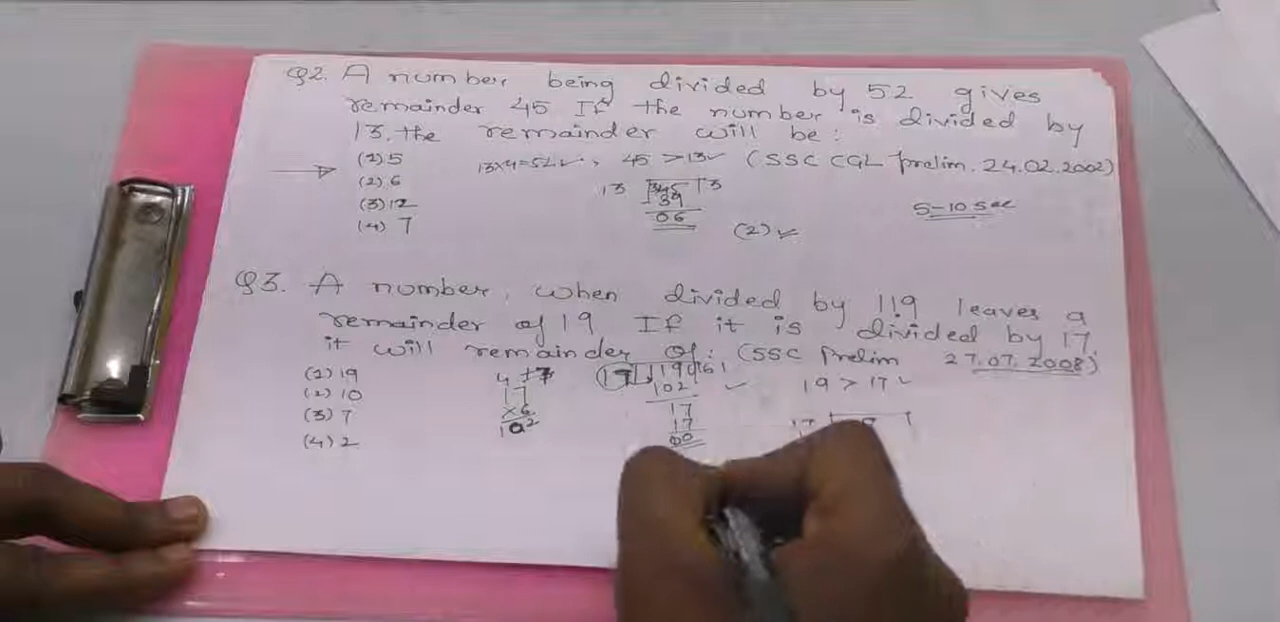 Q2. A number being divided by 52 gives
remainder 45 If the number is divided by
13. the remainder will be :
(1) 5
13x4=52✓, 45 >13✓ (SSC CGL prelim. 24.02.2002)
(2) 6
13 45 3
(3) 12
39
5-10 sec
(4) 7
06
(2)✓
Q3. A number, when divided by 119 leaves a
remainder of 19 If it is divided by 17,
it will remainder of: (SSC Prelim 27.07.2008)
(1) 19
17 119
(2) 10
17
102 ✓
19 > 17✓
(3) 7
x6
17
17
(4) 2
102
17
00